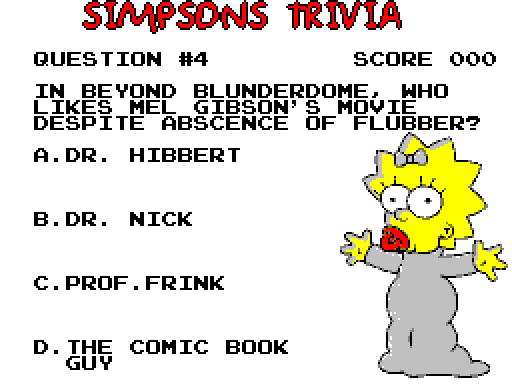 SIMPSONS TRIVIA
QUESTION #4 SCORE 000
IN BEYOND BLUNDERDOME, WHO
LIKES MEL GIBSON'S MOVIE
DESPITE ABSCENCE OF FLUBBER?
A.DR. HIBBERT
B.DR. NICK
C.PROF.FRINK
D.THE COMIC BOOK
GUY